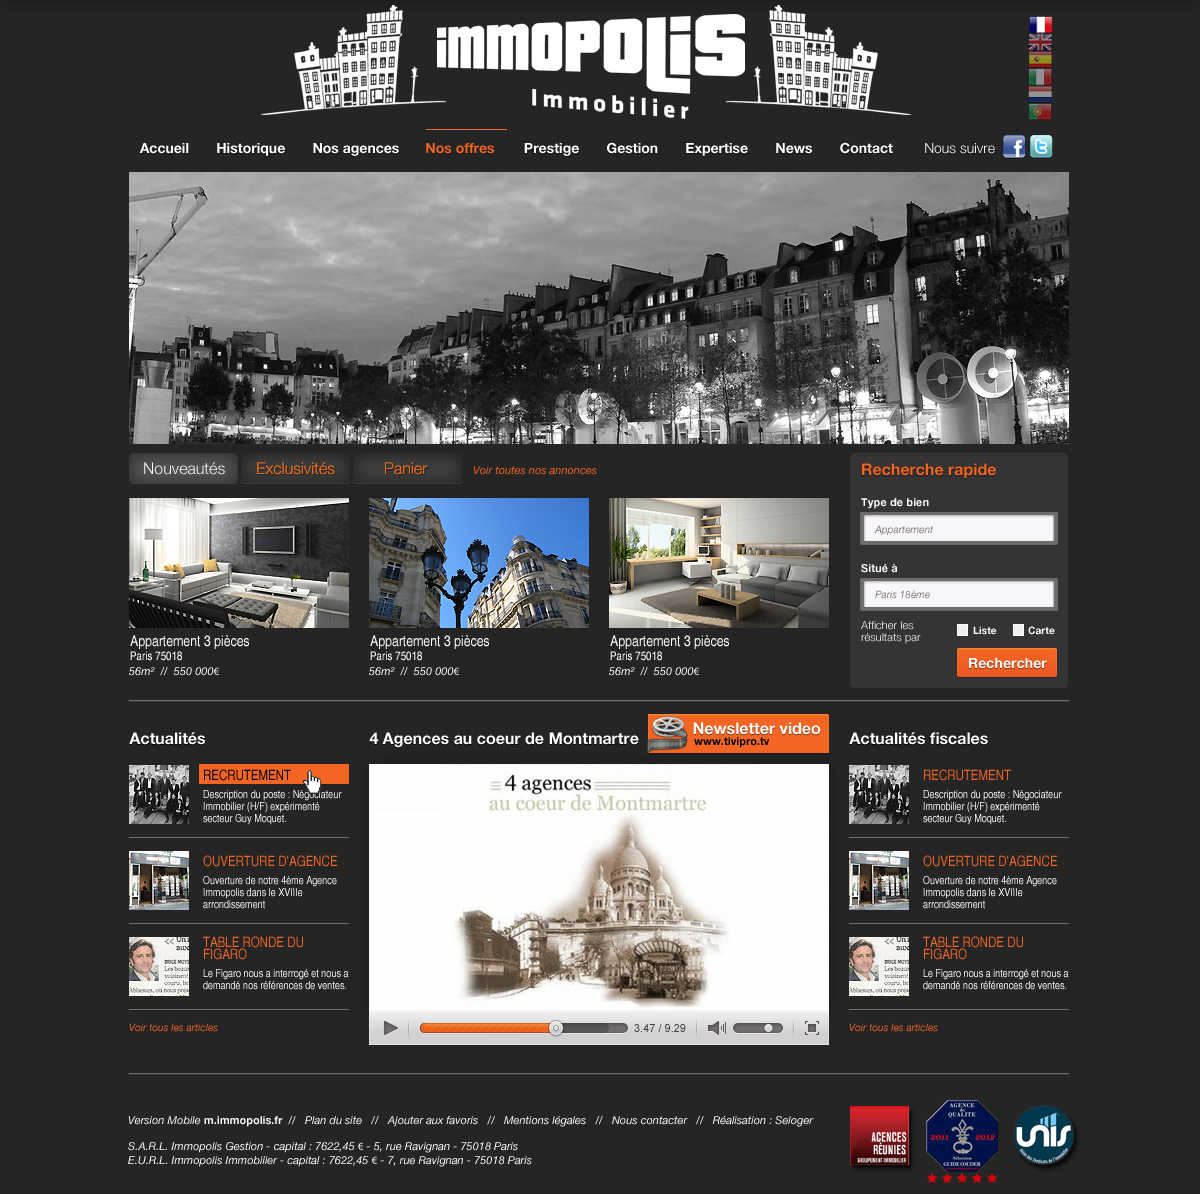 immopolis
Immobilier
Accueil Historique Nos agences Nos offres Prestige Gestion Expertise News Contact Nous suivre
Nouveautés Exclusivités Panier Voir toutes nos annonces
Recherche rapide
Type de bien
Appartement
Situé à
Paris 18ème
Afficher les
résultats par
Liste Carte
Rechercher
Appartement 3 pièces
Paris 75018
56m² // 550 000€
Appartement 3 pièces
Paris 75018
56m² // 550 000€
Appartement 3 pièces
Paris 75018
56m² // 550 000€
Actualités
RECRUTEMENT
Description du poste : Négociateur
Immobilier (H/F) expérimenté
secteur Guy Moquet.
OUVERTURE D'AGENCE
Ouverture de notre 4ème Agence
Immopolis dans le XVIIIe
arrondissement
TABLE RONDE DU
FIGARO
Le Figaro nous a interrogé et nous a
demandé nos références de ventes.
Voir tous les articles
4 Agences au coeur de Montmartre
Newsletter video
www.tivipro.tv
4 agences
au coeur de Montmartre
3.47 / 9.29
Actualités fiscales
RECRUTEMENT
Description du poste : Négociateur
Immobilier (H/F) expérimenté
secteur Guy Moquet.
OUVERTURE D'AGENCE
Ouverture de notre 4ème Agence
Immopolis dans le XVIIIe
arrondissement
TABLE RONDE DU
FIGARO
Le Figaro nous a interrogé et nous a
demandé nos références de ventes.
Voir tous les articles
Version Mobile m.immopolis.fr // Plan du site // Ajouter aux favoris // Mentions légales // Nous contacter // Réalisation : Seloger
S.A.R.L. Immopolis Gestion - capital : 7622,45 € - 5, rue Ravignan - 75018 Paris
E.U.R.L. Immopolis Immobilier - capital : 7622,45 € - 7, rue Ravignan - 75018 Paris
AGENCES
RÉUNIES
GROUPEMENT IMMOBILIER
AGENCE
de
QUALITE
2011 2012
Sélection
GUIDE COUDER
unis